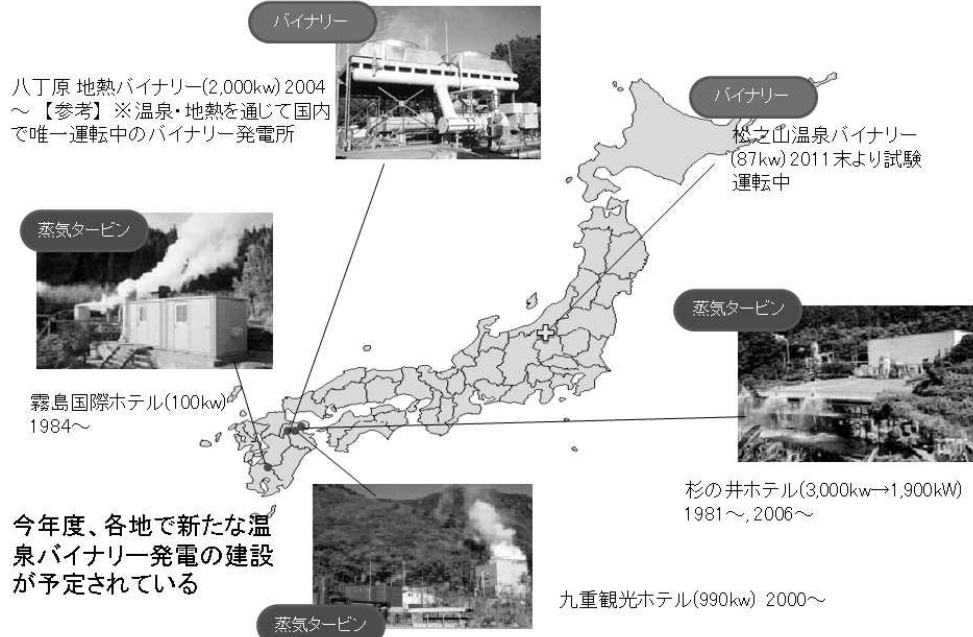 バイナリー
八丁原 地熱バイナリー(2,000kw) 2004
～ 【参考】 ※温泉・地熱を通じて国内
で唯一運転中のバイナリー発電所
バイナリー
松之山温泉バイナリー
(87kw) 2011末より試験
運転中
蒸気タービン
霧島国際ホテル(100kw)
1984～
蒸気タービン
杉の井ホテル(3,000kw→1,900kW)
1981～, 2006～
今年度、各地で新たな温
泉バイナリー発電の建設
が予定されている
九重観光ホテル(990kw) 2000～
蒸気タービン